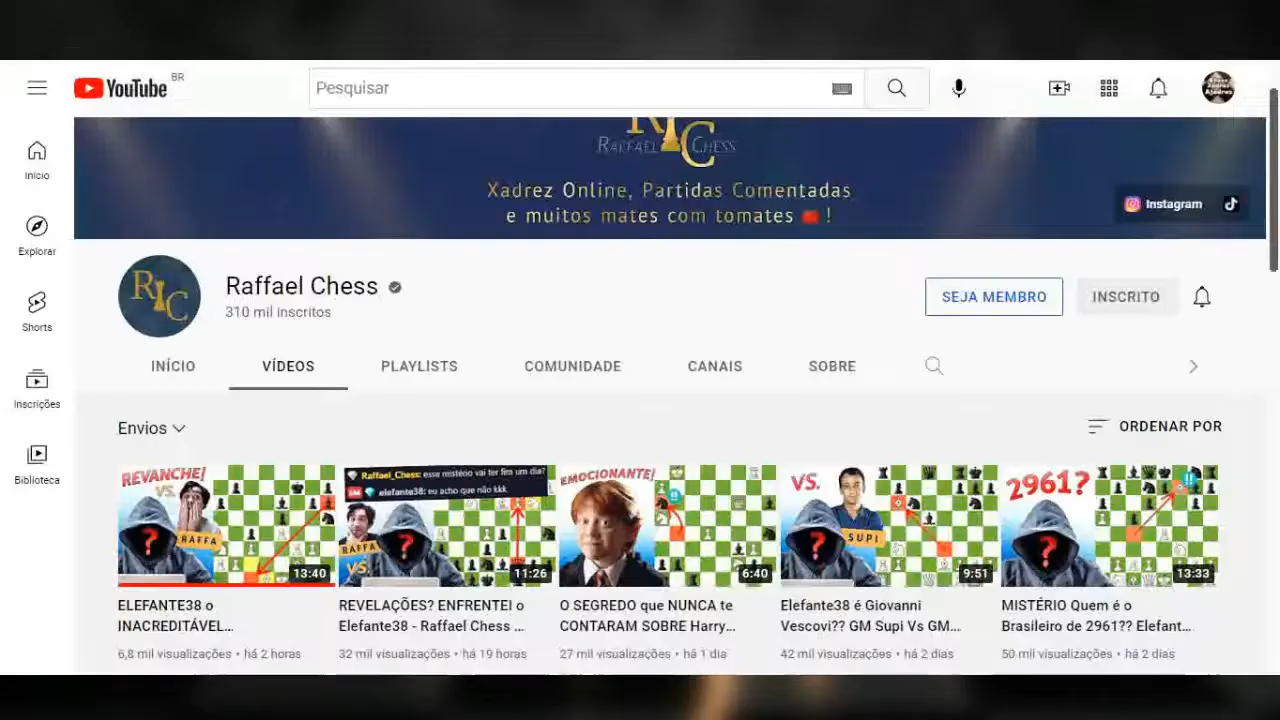 YouTube BR
Pesquisar
RAFFAEL CHESS
Xadrez Online, Partidas Comentadas
e muitos mates com tomates !
Instagram
Início
Explorar
Shorts
Inscrições
Biblioteca
RC
Raffael Chess
310 mil inscritos
SEJA MEMBRO
INSCRITO
INÍCIO
VÍDEOS
PLAYLISTS
COMUNIDADE
CANAIS
SOBRE
Envios
ORDENAR POR
REVANCHE!
VS.
?
RAFFA
13:40
Raffael_Chess: esse mistério vai ter fim um dia?
GM elefante38: eu acho que não kkk
RAFFA
VS.
?
11:26
EMOCIONANTE!
!!
6:40
VS.
?
SUPI
9:51
2961?
!!
?
13:33
ELEFANTE38 o
INACREDITÁVEL...
6,8 mil visualizações • há 2 horas
REVELAÇÕES? ENFRENTEI o
Elefante38 - Raffael Chess ...
32 mil visualizações • há 19 horas
O SEGREDO que NUNCA te
CONTARAM SOBRE Harry...
27 mil visualizações • há 1 dia
Elefante38 é Giovanni
Vescovi?? GM Supi Vs GM...
42 mil visualizações • há 2 dias
MISTÉRIO Quem é o
Brasileiro de 2961?? Elefant...
50 mil visualizações • há 2 dias